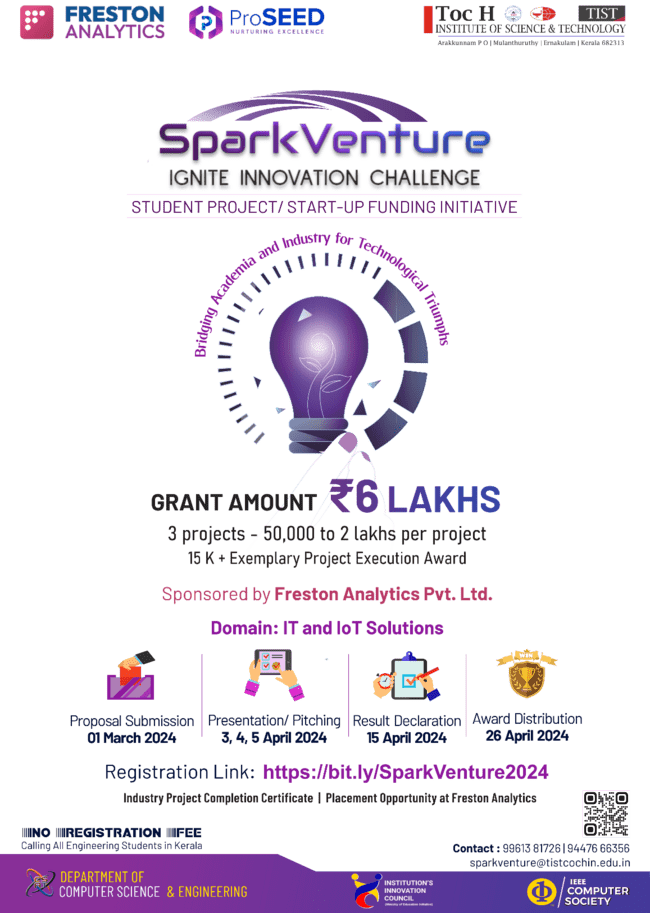 FRESTON
ANALYTICS
ProSEED
NURTURING EXCELLENCE
Toc H
TIST
INSTITUTE OF SCIENCE & TECHNOLOGY
Arakkunnam P O | Mulanthuruthy | Ernakulam | Kerala 682313
SparkVenture
IGNITE INNOVATION CHALLENGE
STUDENT PROJECT/ START-UP FUNDING INITIATIVE
Bridging Academia and Industry for Technological Triumphs
GRANT AMOUNT ₹6 LAKHS
3 projects - 50,000 to 2 lakhs per project
15 K + Exemplary Project Execution Award
Sponsored by Freston Analytics Pvt. Ltd.
Domain: IT and IoT Solutions
Proposal Submission
01 March 2024
Presentation/ Pitching
3, 4, 5 April 2024
Result Declaration
15 April 2024
Award Distribution
26 April 2024
Registration Link: https://bit.ly/SparkVenture2024
Industry Project Completion Certificate | Placement Opportunity at Freston Analytics
NO REGISTRATION FEE
Calling All Engineering Students in Kerala
Contact : 99613 81726 | 94476 66356
sparkventure@tistcochin.edu.in
DEPARTMENT OF
COMPUTER SCIENCE & ENGINEERING
INSTITUTION'S
INNOVATION
COUNCIL
(Ministry of Education Initiative)
IEEE
COMPUTER
SOCIETY